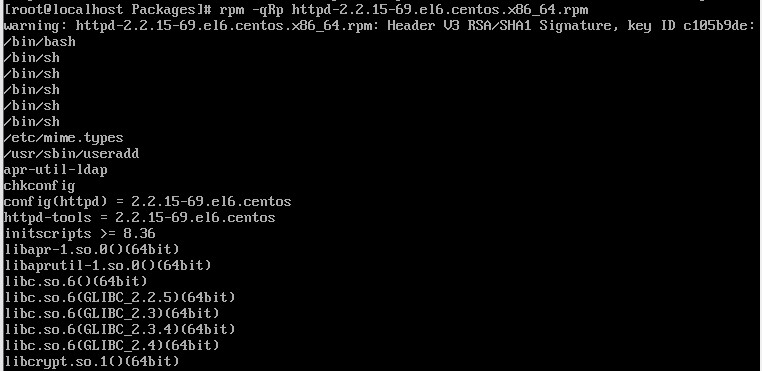 [root@localhost Packages]# rpm -qRp httpd-2.2.15-69.el6.centos.x86_64.rpm
warning: httpd-2.2.15-69.el6.centos.x86_64.rpm: Header V3 RSA/SHA1 Signature, key ID c105b9de:
/bin/bash
/bin/sh
/bin/sh
/bin/sh
/bin/sh
/bin/sh
/etc/mime.types
/usr/sbin/useradd
apr-util-ldap
chkconfig
config(httpd) = 2.2.15-69.el6.centos
httpd-tools = 2.2.15-69.el6.centos
initscripts >= 8.36
libapr-1.so.0()(64bit)
libaprutil-1.so.0()(64bit)
libc.so.6()(64bit)
libc.so.6(GLIBC_2.2.5)(64bit)
libc.so.6(GLIBC_2.3)(64bit)
libc.so.6(GLIBC_2.3.4)(64bit)
libc.so.6(GLIBC_2.4)(64bit)
libcrypt.so.1()(64bit)